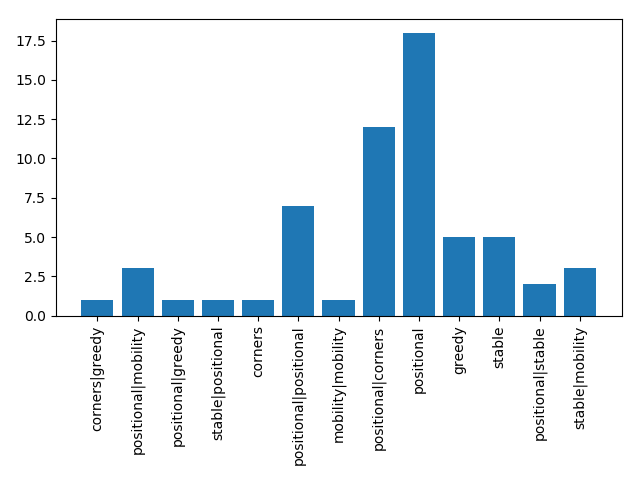 17.5
15.0
12.5
10.0
7.5
5.0
2.5
0.0
corners|greedy
positional|mobility
positional|greedy
stable|positional
corners
positional|positional
mobility|mobility
positional|corners
positional
greedy
stable
positional|stable
stable|mobility